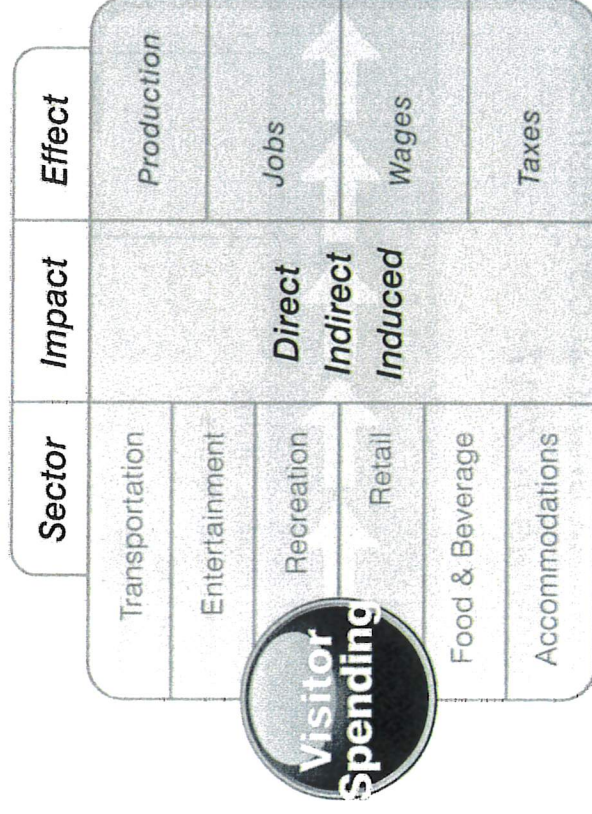 Sector
Impact
Effect
Transportation
Entertainment
Recreation
Retail
Food & Beverage
Accommodations
Visitor
Spending
Direct
Indirect
Induced
Production
Jobs
Wages
Taxes